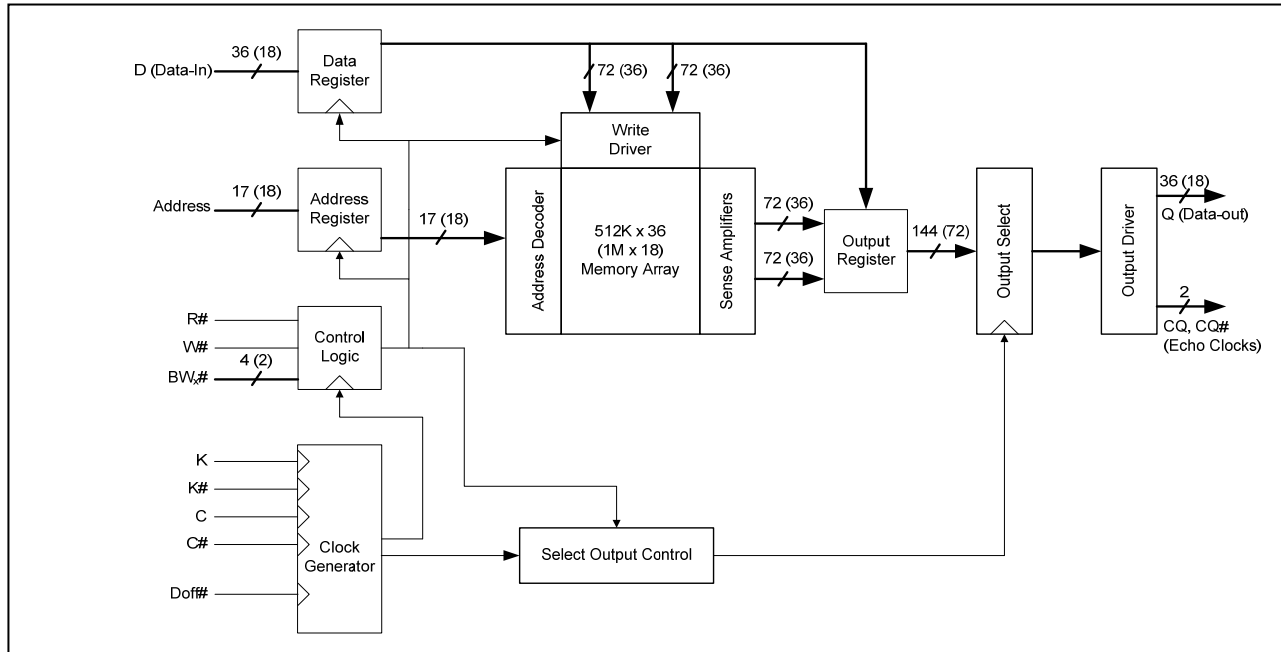 D (Data-In)
36 (18)
Data
Register
72 (36)
72 (36)
Write
Driver
Address
17 (18)
Address
Register
17 (18)
Address Decoder
512K x 36
(1M x 18)
Memory Array
Sense Amplifiers
72 (36)
72 (36)
Output
Register
144 (72)
Output Select
Output Driver
36 (18)
Q (Data-out)
2
CQ, CQ#
(Echo Clocks)
R#
W#
BWx#
4 (2)
Control
Logic
K
K#
C
C#
Doff#
Clock
Generator
Select Output Control